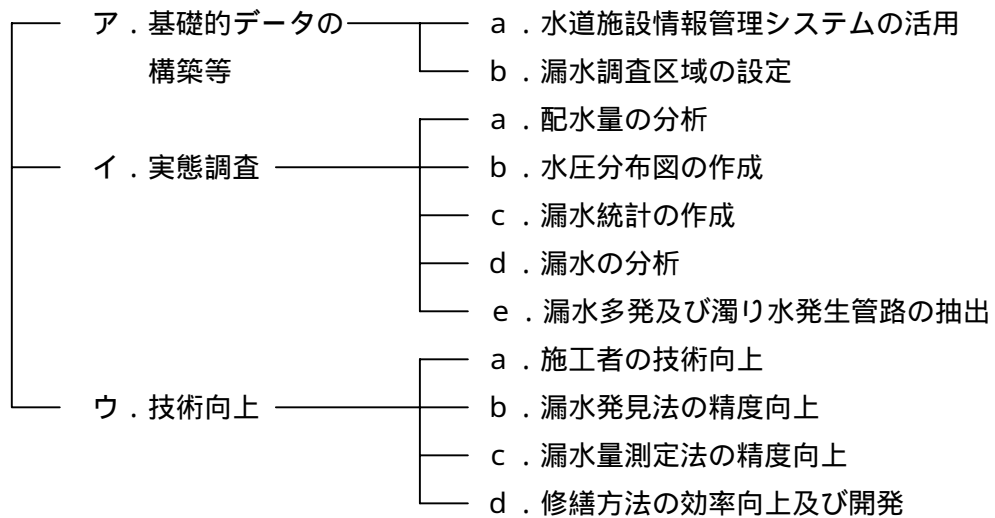 ア．基礎的データの
構築等
a．水道施設情報管理システムの活用
b．漏水調査区域の設定
イ．実態調査
a．配水量の分析
b．水圧分布図の作成
c．漏水統計の作成
d．漏水の分析
e．漏水多発及び濁り水発生管路の抽出
ウ．技術向上
a．施工者の技術向上
b．漏水発見法の精度向上
c．漏水量測定法の精度向上
d．修繕方法の効率向上及び開発